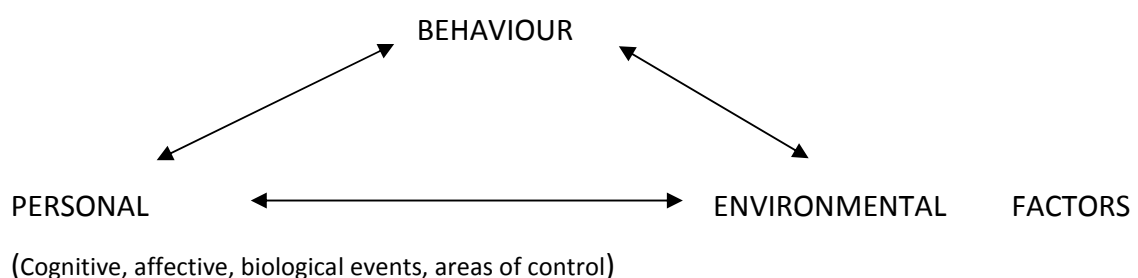 BEHAVIOUR
PERSONAL ENVIRONMENTAL FACTORS
(Cognitive, affective, biological events, areas of control)